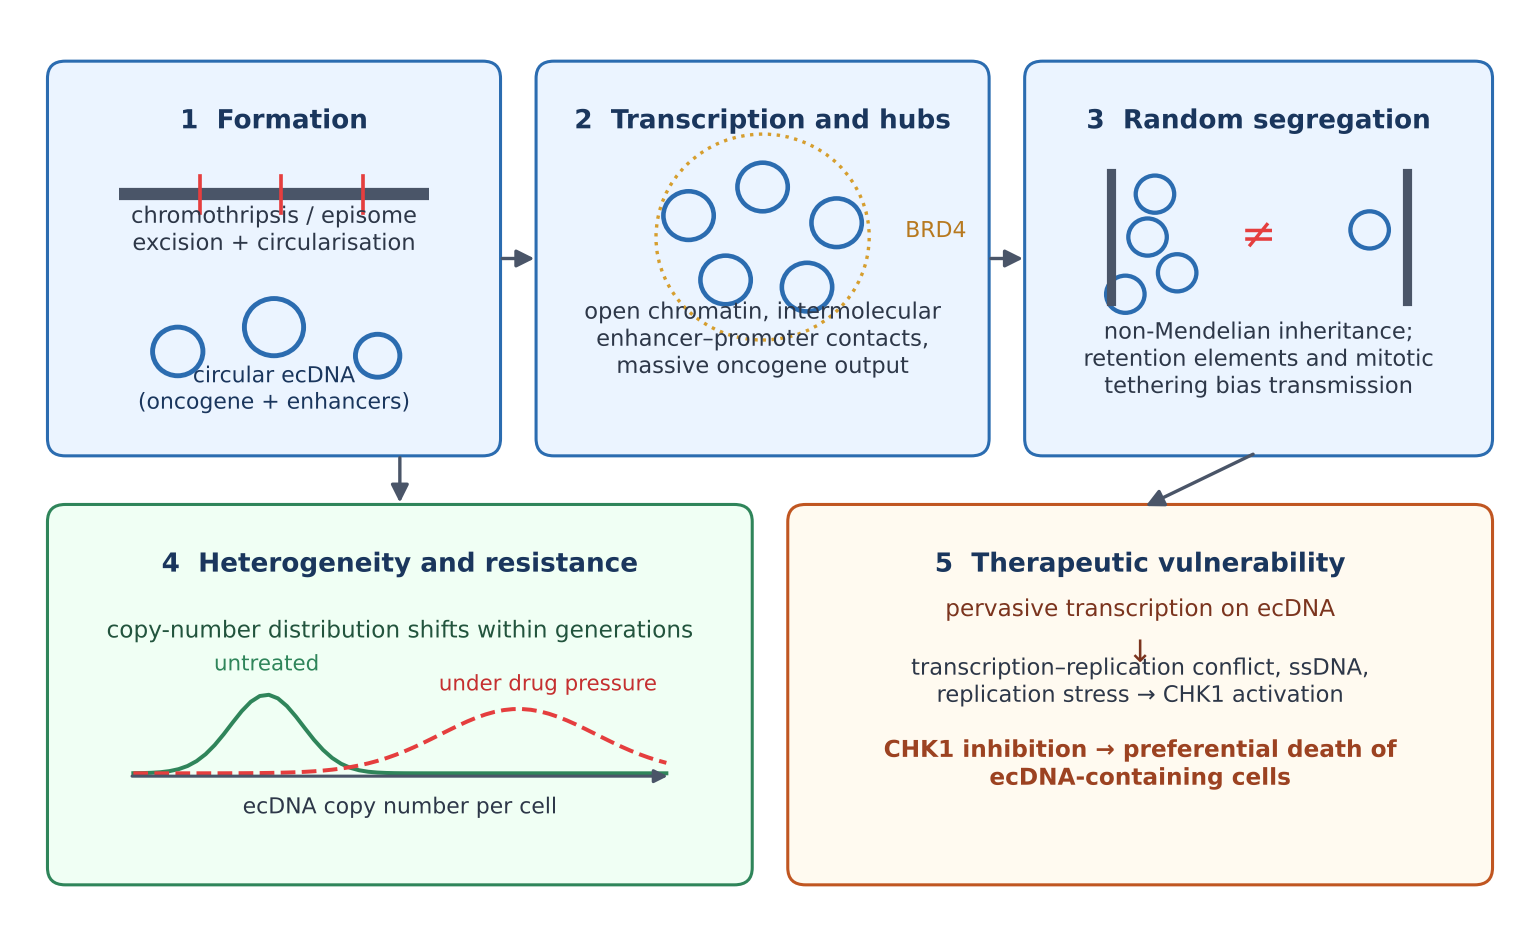 1  Formation
chromothripsis / episome
excision + circularisation
circular ecDNA
(oncogene + enhancers)
2  Transcription and hubs
BRD4
open chromatin, intermolecular
enhancer–promoter contacts,
massive oncogene output
3  Random segregation
≠
non-Mendelian inheritance;
retention elements and mitotic
tethering bias transmission
4  Heterogeneity and resistance
copy-number distribution shifts within generations
untreated
under drug pressure
ecDNA copy number per cell
5  Therapeutic vulnerability
pervasive transcription on ecDNA
↓
transcription–replication conflict, ssDNA,
replication stress → CHK1 activation
CHK1 inhibition → preferential death of
ecDNA-containing cells